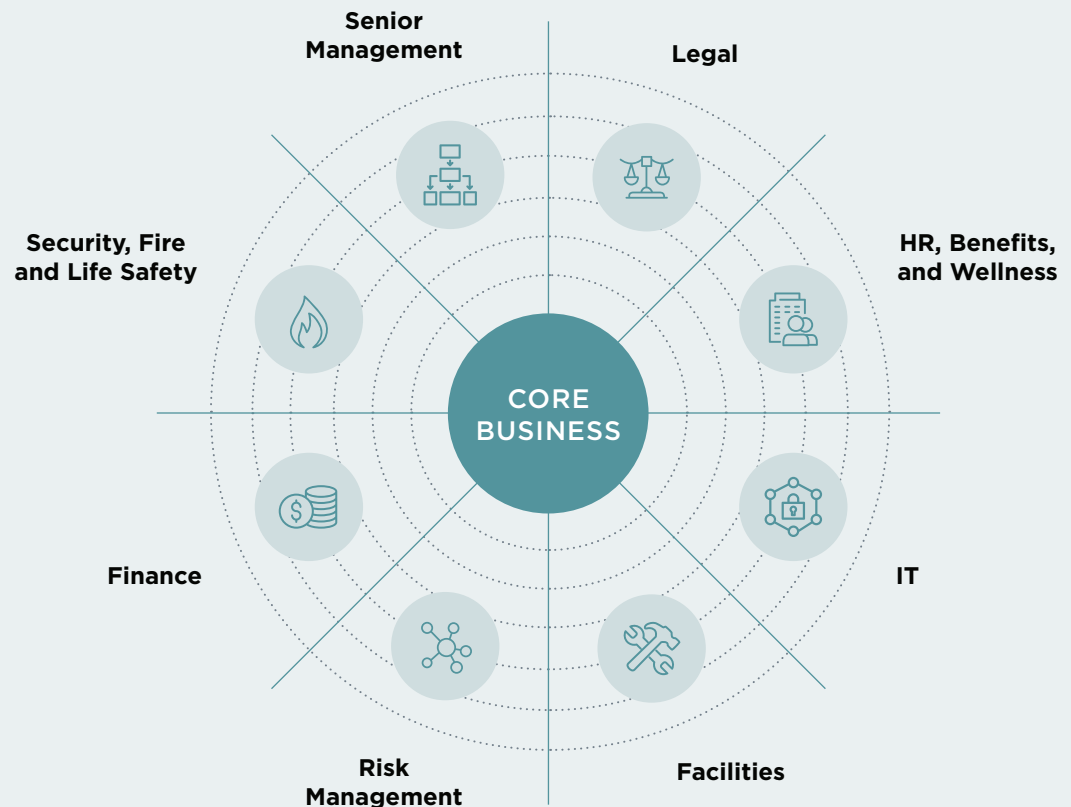 Senior
Management
Legal
Security, Fire
and Life Safety
HR, Benefits,
and Wellness
CORE
BUSINESS
$
Finance
IT
Risk
Management
Facilities